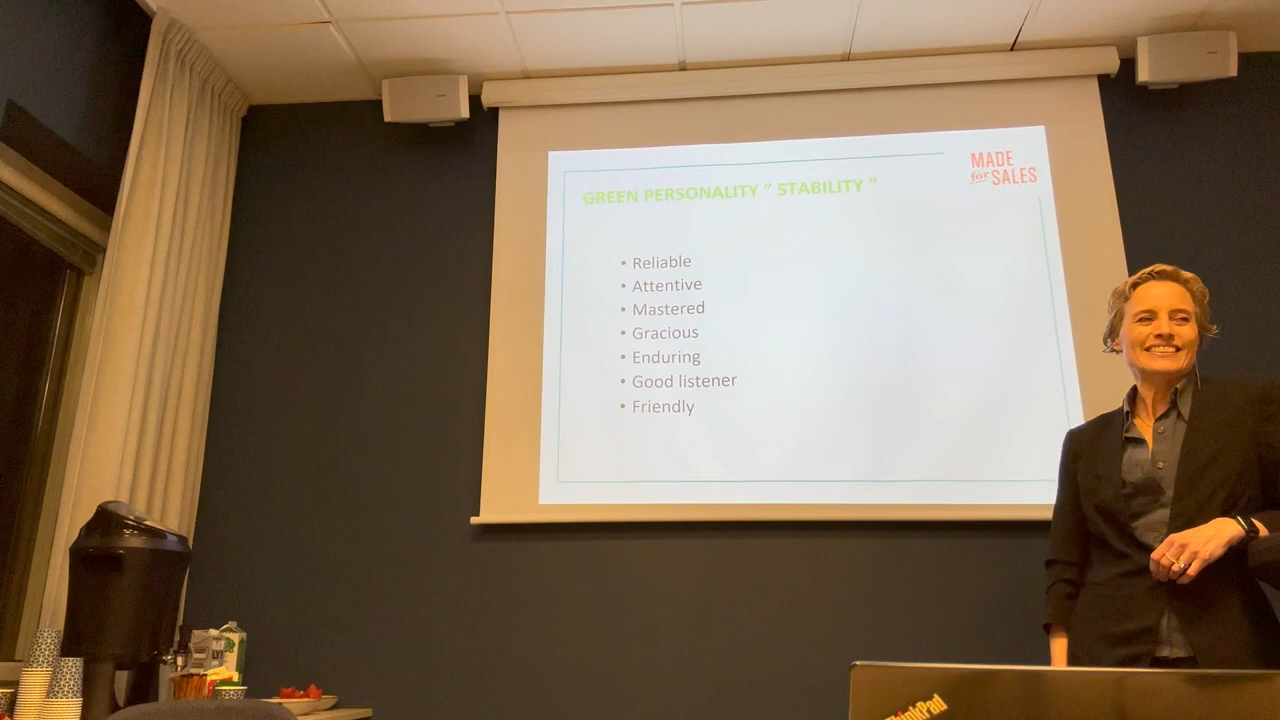 MADE
for SALES
GREEN PERSONALITY ” STABILITY ”
• Reliable
• Attentive
• Mastered
• Gracious
• Enduring
• Good listener
• Friendly
ThinkPad